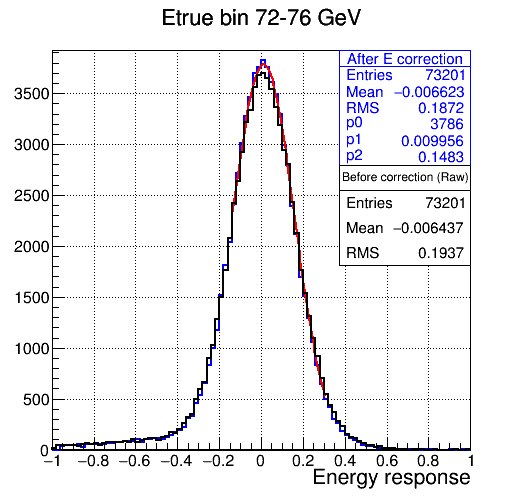 Etrue bin 72-76 GeV
After E correction
Entries 73201
Mean −0.006623
RMS 0.1872
p0 3786
p1 0.009956
p2 0.1483
Before correction (Raw)
Entries 73201
Mean −0.006437
RMS 0.1937
3500
3000
2500
2000
1500
1000
500
0
−1 −0.8 −0.6 −0.4 −0.2 0 0.2 0.4 0.6 0.8 1
Energy response